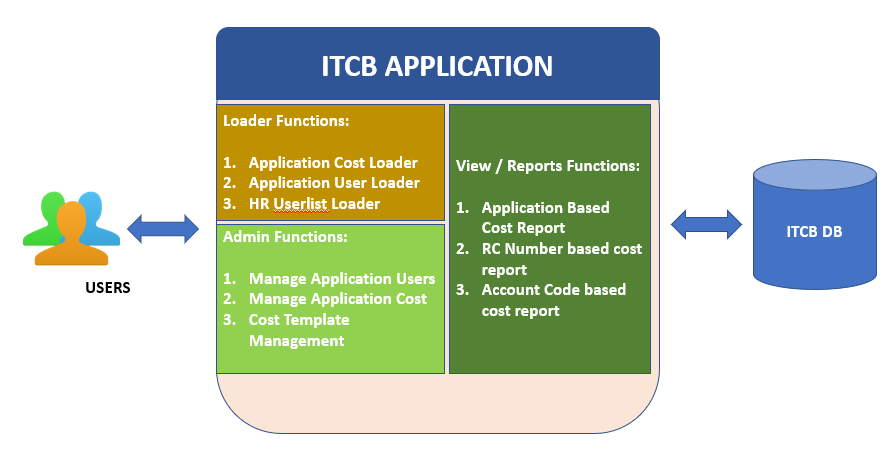 ITCB APPLICATION
Loader Functions:
1. Application Cost Loader
2. Application User Loader
3. HR Userlist Loader
Admin Functions:
1. Manage Application Users
2. Manage Application Cost
3. Cost Template
Management
View / Reports Functions:
1. Application Based
Cost Report
2. RC Number based cost
report
3. Account Code based
cost report
USERS
ITCB DB